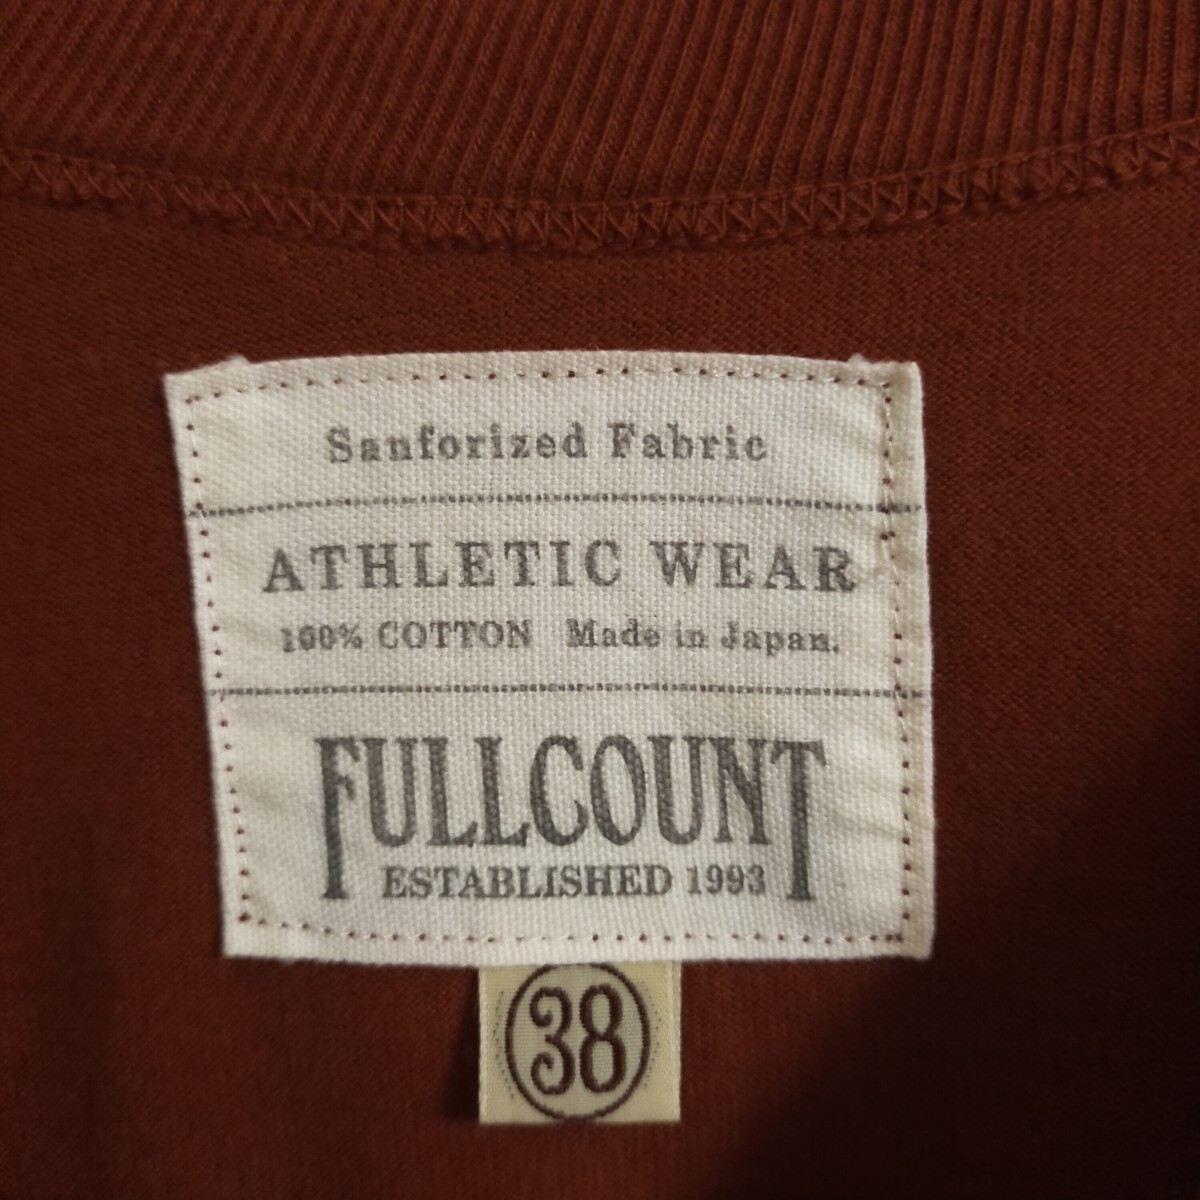 Sanforized Fabric
ATHLETIC WEAR
100% COTTON Made in Japan.
FULLCOUNT
ESTABLISHED 1993
38